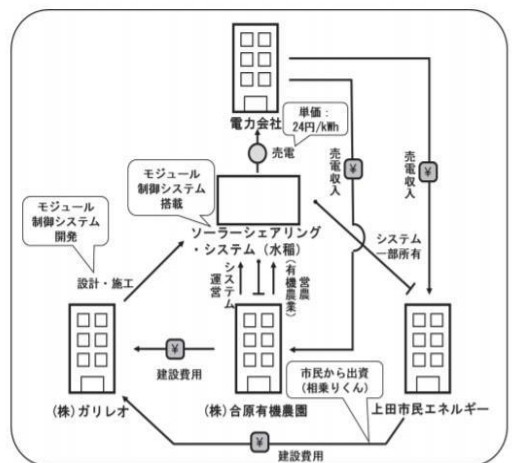 電力会社
単価：
24円/kWh
売電
モジュール
制御システム
搭載
モジュール
制御システム
開発
ソーラーシェアリング
・システム（水稲）
売電
収入
¥
売電
収入
¥
システム
一部所有
設計・施工
システム
運営
営農
（有機農業）
¥
建設費用
市民から出資
（相乗りくん）
(株)ガリレオ
(株)合原有機農園
上田市民エネルギー
¥
建設費用